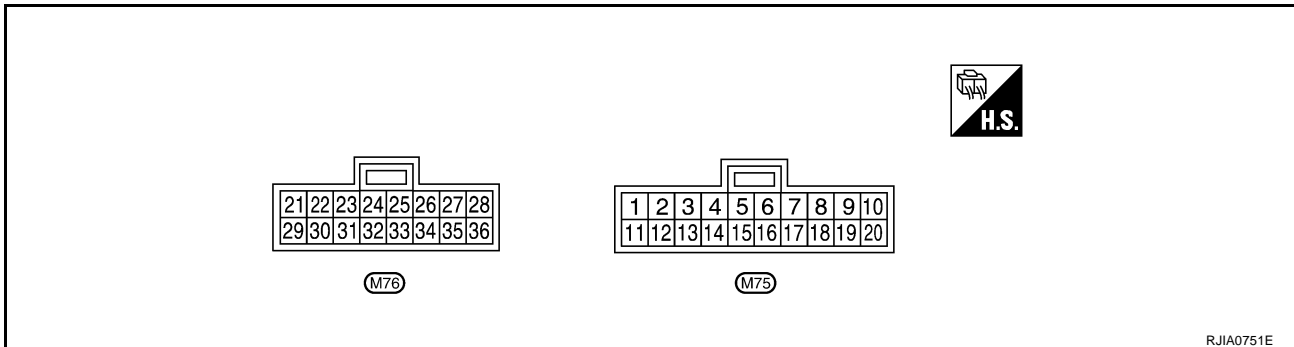 H.S.
21 22 23 24 25 26 27 28
29 30 31 32 33 34 35 36
M76
1 2 3 4 5 6 7 8 9 10
11 12 13 14 15 16 17 18 19 20
M75
RJIA0751E